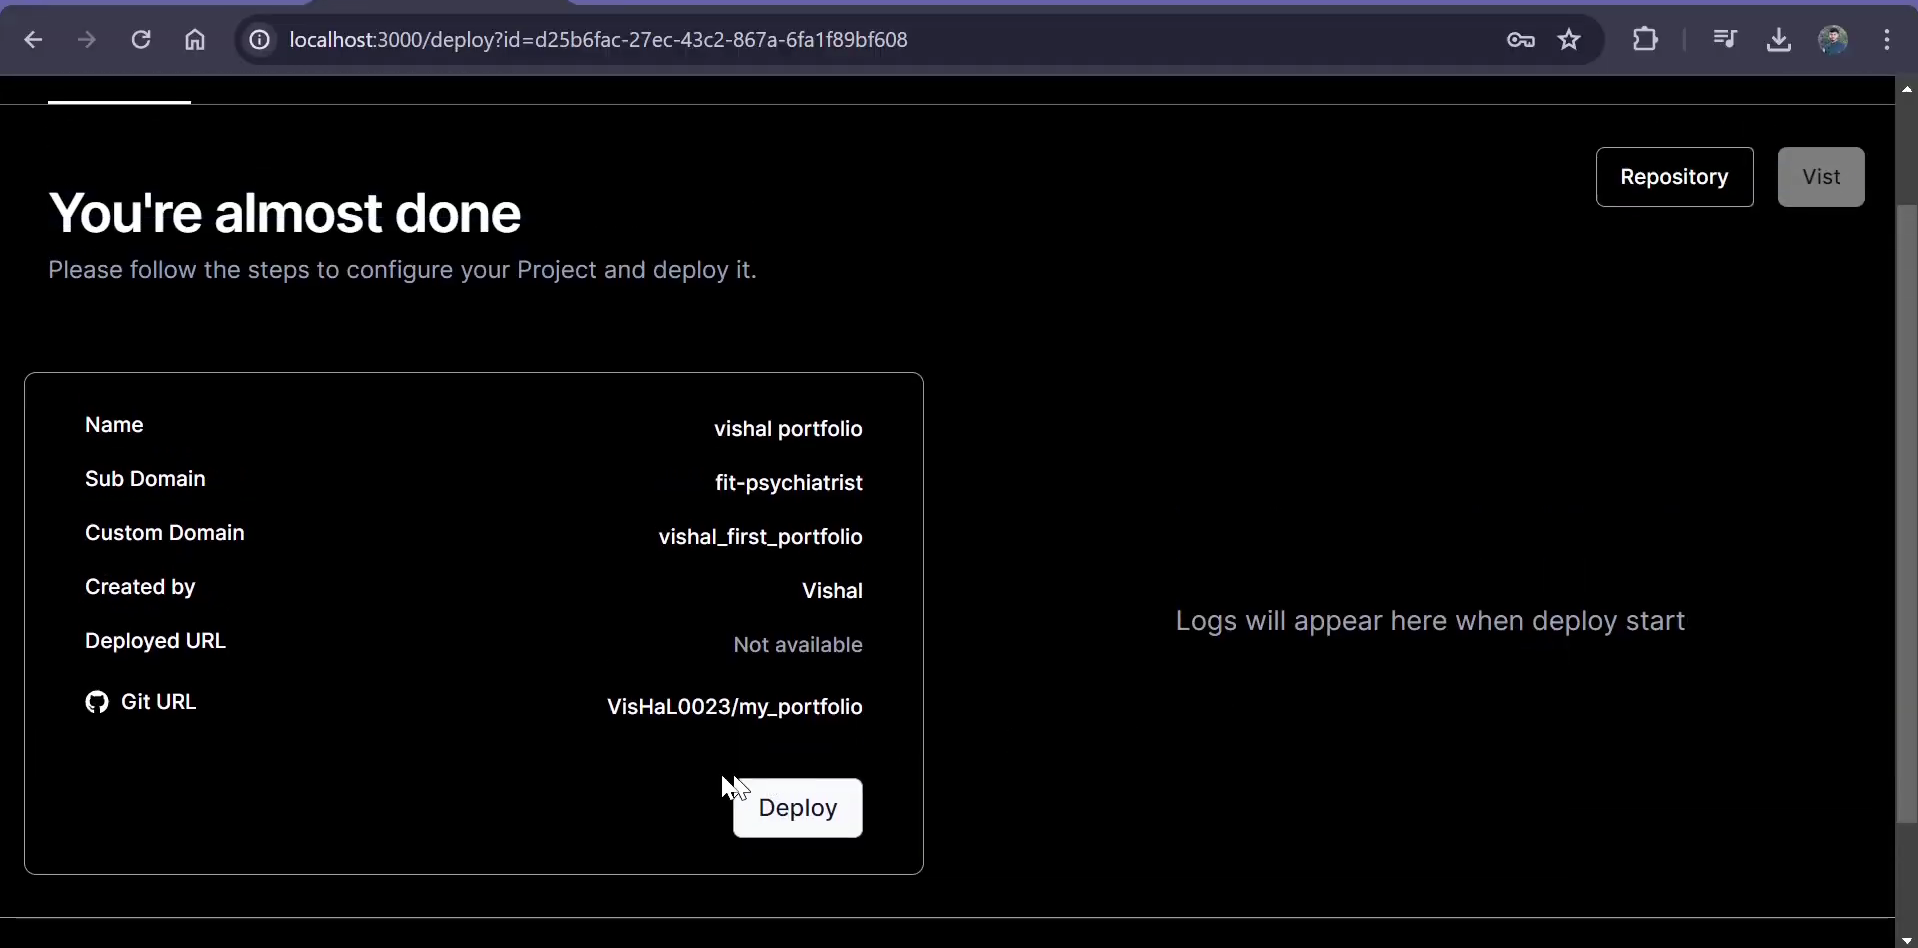 localhost:3000/deploy?id=d25b6fac-27ec-43c2-867a-6fa1f89bf608
Repository
Vist
You're almost done
Please follow the steps to configure your Project and deploy it.
Name vishal portfolio
Sub Domain fit-psychiatrist
Custom Domain vishal_first_portfolio
Created by Vishal
Deployed URL Not available
Git URL VisHaL0023/my_portfolio
Deploy
Logs will appear here when deploy start